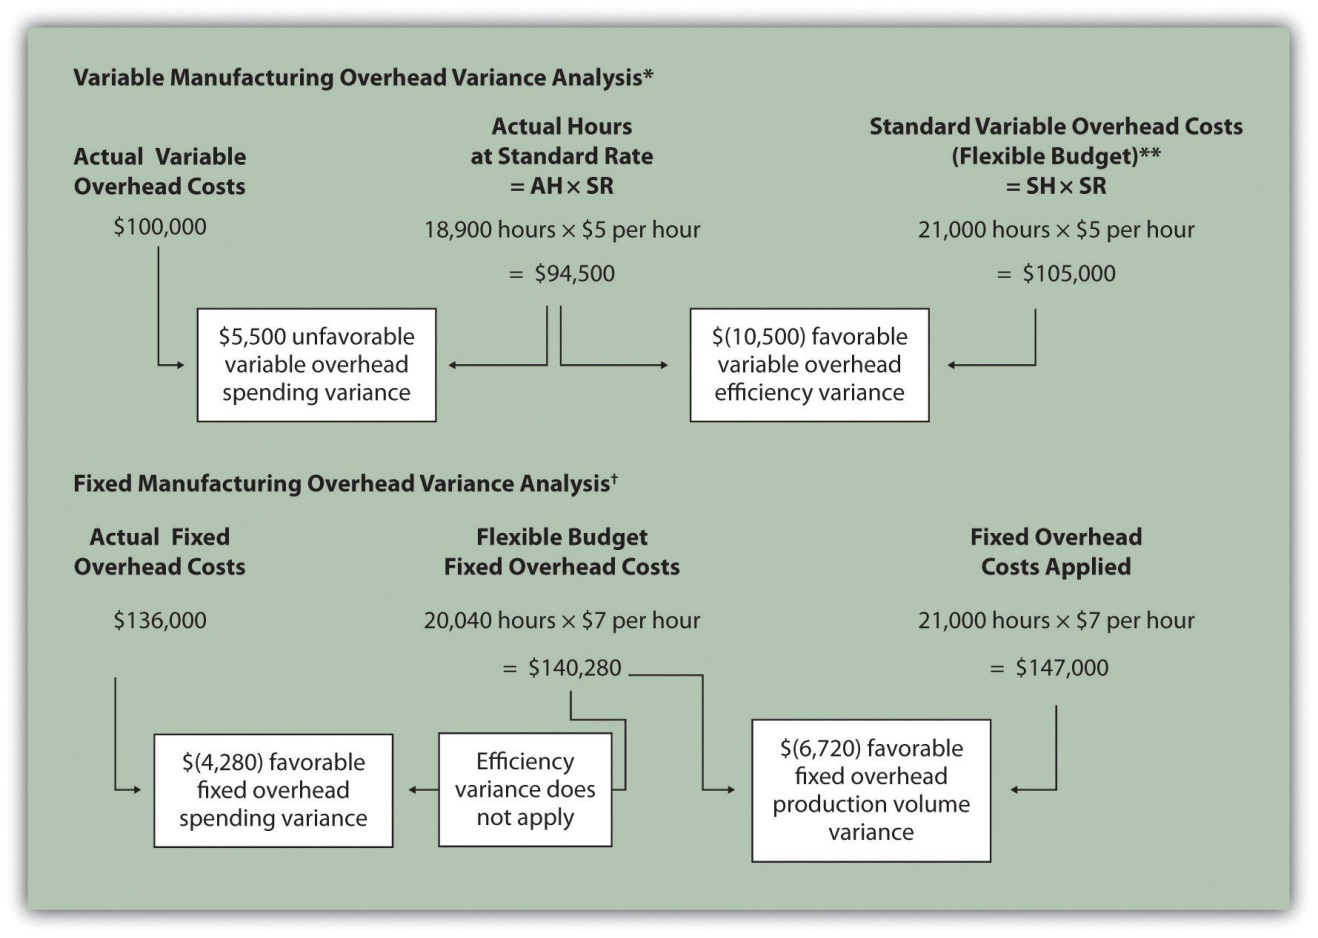 Variable Manufacturing Overhead Variance Analysis*
Actual Variable
Overhead Costs
$100,000
Actual Hours
at Standard Rate
= AH × SR
18,900 hours × $5 per hour
= $94,500
Standard Variable Overhead Costs
(Flexible Budget)**
= SH × SR
21,000 hours × $5 per hour
= $105,000
$5,500 unfavorable
variable overhead
spending variance
$(10,500) favorable
variable overhead
efficiency variance
Fixed Manufacturing Overhead Variance Analysis†
Actual Fixed
Overhead Costs
$136,000
Flexible Budget
Fixed Overhead Costs
20,040 hours × $7 per hour
= $140,280
Fixed Overhead
Costs Applied
21,000 hours × $7 per hour
= $147,000
$(4,280) favorable
fixed overhead
spending variance
Efficiency
variance does
not apply
$(6,720) favorable
fixed overhead
production volume
variance